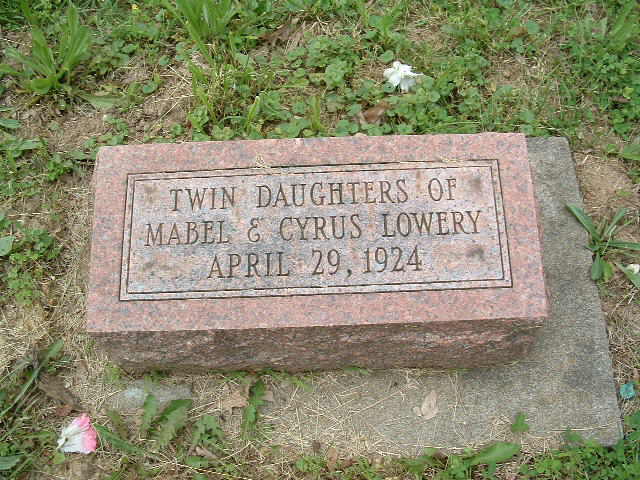 TWIN DAUGHTERS OF
MABEL & CYRUS LOWERY
APRIL 29, 1924